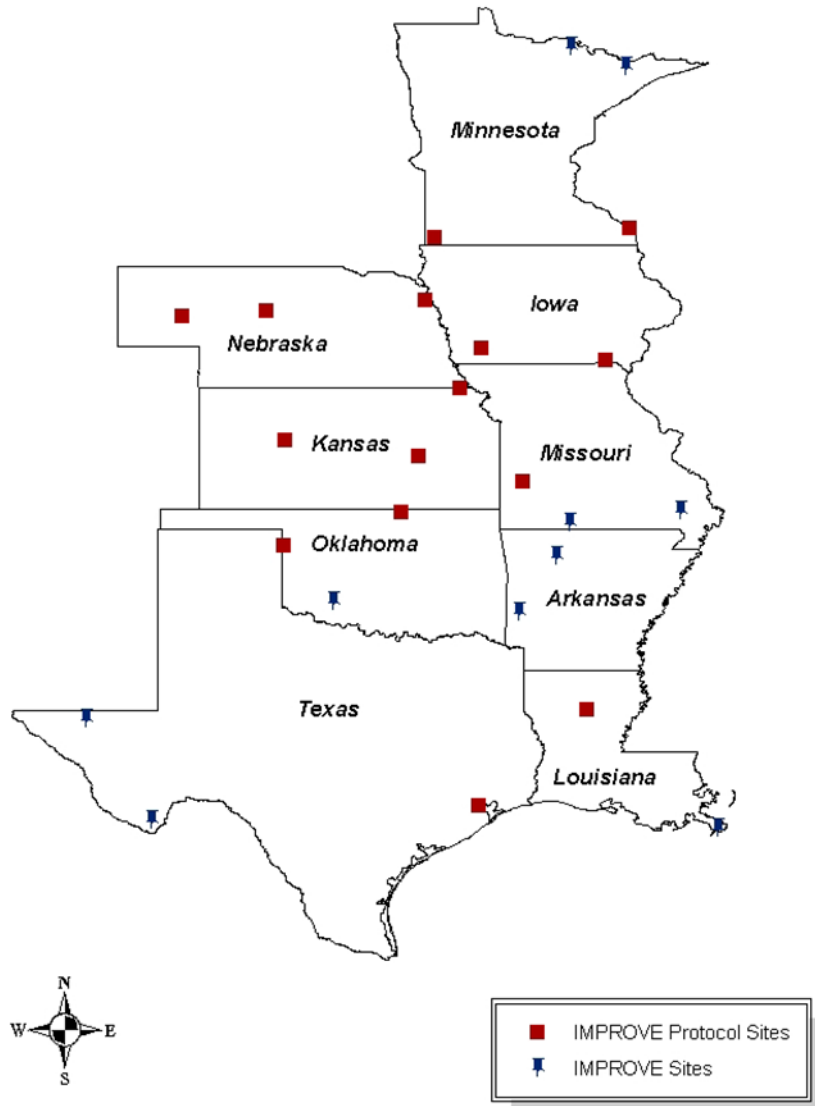 Minnesota
Iowa
Nebraska
Kansas
Missouri
Oklahoma
Arkansas
Texas
Louisiana
N
W E
S
IMPROVE Protocol Sites
IMPROVE Sites